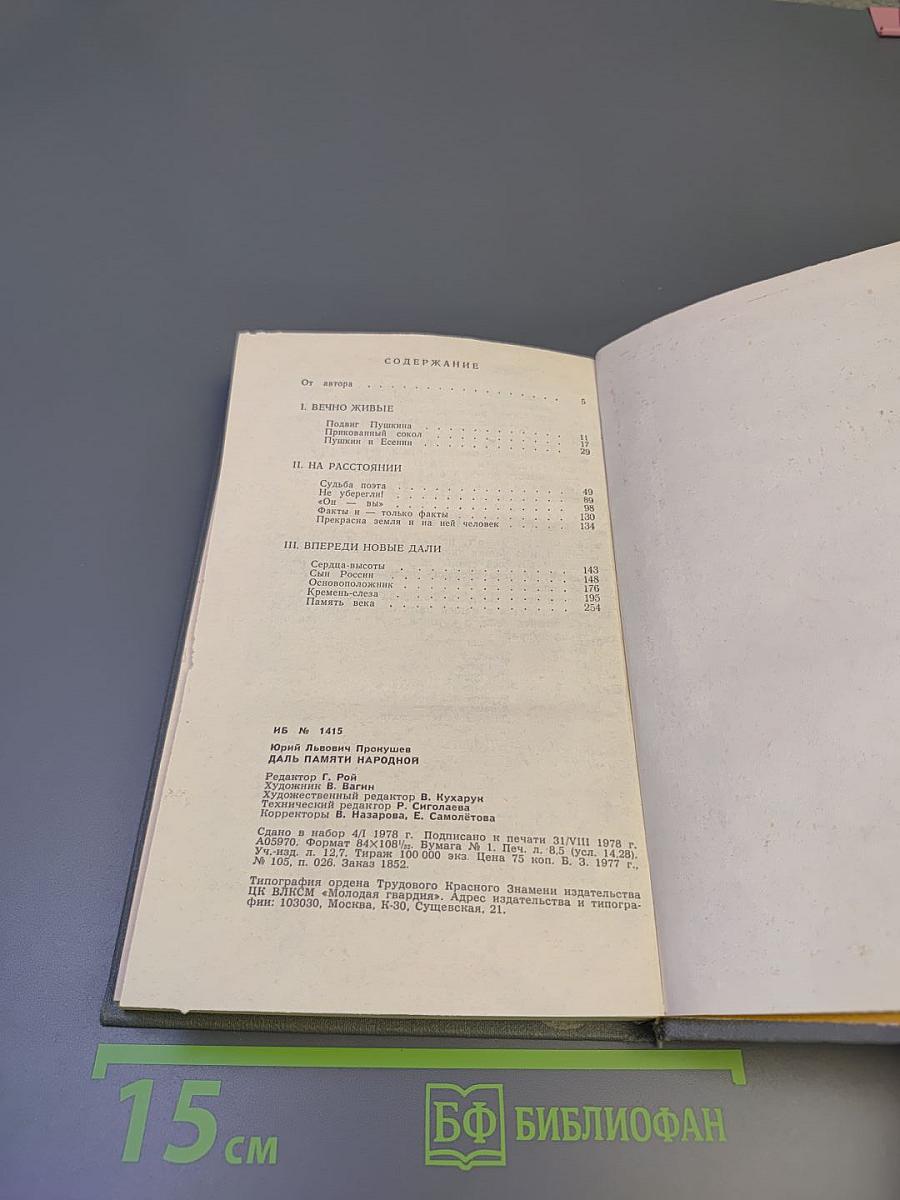 СОДЕРЖАНИЕ
От автора . . . . . . . . . . . . . . . 5
I. ВЕЧНО ЖИВЫЕ
Подвиг Пушкина . . . . . . . . . . . 11
Прикованный сокол . . . . . . . . . . . 17
Пушкин и Есенин . . . . . . . . . . . 29
II. НА РАССТОЯНИИ
Судьба поэта . . . . . . . . . . . . . 49
Не уберегли! . . . . . . . . . . . . . 89
«Он — вы» . . . . . . . . . . . . . 98
Факты и — только факты . . . . . . . . 130
Прекрасна земля и на ней человек . . . . . 134
III. ВПЕРЕДИ НОВЫЕ ДАЛИ
Сердца-высоты . . . . . . . . . . . . 143
Сын России . . . . . . . . . . . . 148
Основоположник . . . . . . . . . . . . 176
Кремень-слеза . . . . . . . . . . . . 195
Память века . . . . . . . . . . . . . 254
ИБ № 1415
Юрий Львович Прокушев
ДАЛЬ ПАМЯТИ НАРОДНОЙ
Редактор Г. Рой
Художник В. Вагин
Художественный редактор В. Кухарук
Технический редактор Р. Сиголаева
Корректоры В. Назарова, Е. Самолётова
Сдано в набор 4/I 1978 г. Подписано к печати 31/VIII 1978 г.
А05970. Формат 84×108¹/₃₂. Бумага № 1. Печ. л. 8,5 (усл. 14,28).
Уч.-изд. л. 12,7. Тираж 100 000 экз. Цена 75 коп. Б. З. 1977 г.,
№ 105, п. 026. Заказ 1852.
Типография ордена Трудового Красного Знамени издательства
ЦК ВЛКСМ «Молодая гвардия». Адрес издательства и типогра-
фии: 103030, Москва, К-30, Сущевская, 21.
15 см
БФ БИБЛИОФАН